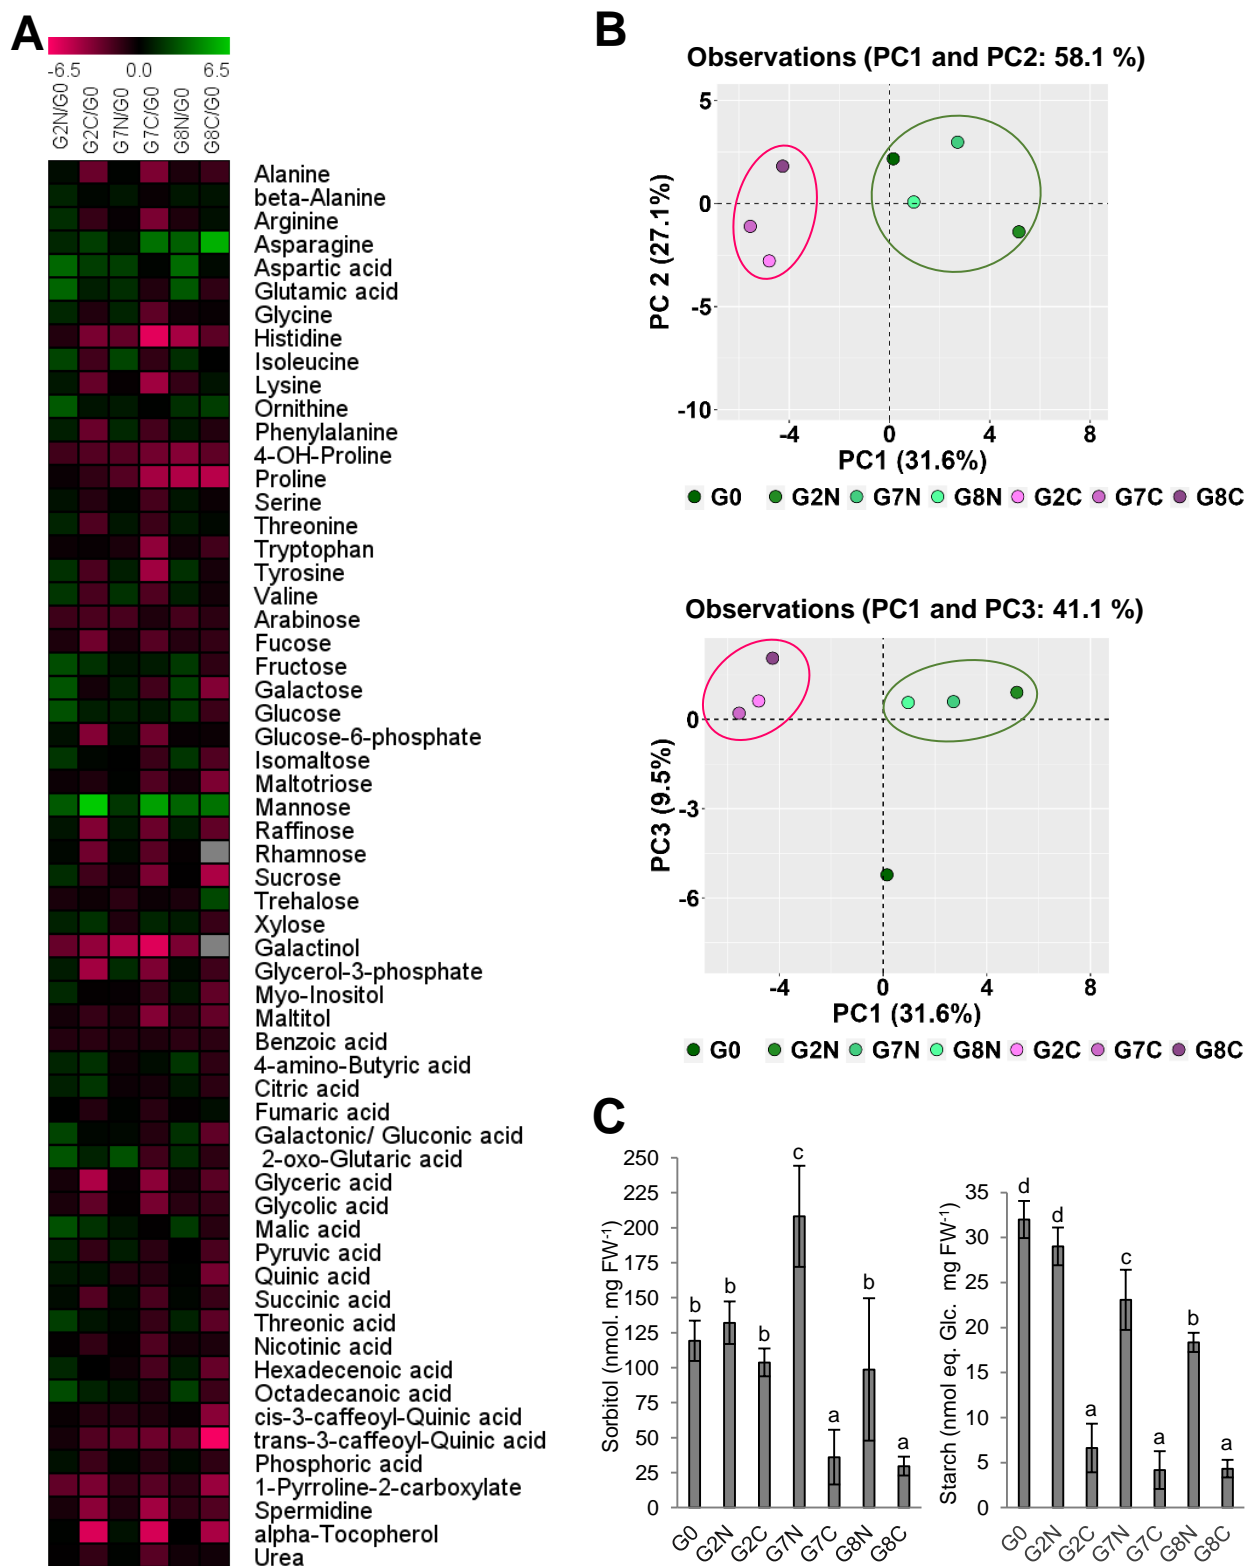 A
-6.5 0.0 6.5
G2N/G0
G2C/G0
G7N/G0
G7C/G0
G8N/G0
G8C/G0
Alanine
beta-Alanine
Arginine
Asparagine
Aspartic acid
Glutamic acid
Glycine
Histidine
Isoleucine
Lysine
Ornithine
Phenylalanine
4-OH-Proline
Proline
Serine
Threonine
Tryptophan
Tyrosine
Valine
Arabinose
Fucose
Fructose
Galactose
Glucose
Glucose-6-phosphate
Isomaltose
Maltotriose
Mannose
Raffinose
Rhamnose
Sucrose
Trehalose
Xylose
Galactinol
Glycerol-3-phosphate
Myo-Inositol
Maltitol
Benzoic acid
4-amino-Butyric acid
Citric acid
Fumaric acid
Galactonic/ Gluconic acid
2-oxo-Glutaric acid
Glyceric acid
Glycolic acid
Malic acid
Pyruvic acid
Quinic acid
Succinic acid
Threonic acid
Nicotinic acid
Hexadecenoic acid
Octadecanoic acid
cis-3-caffeoyl-Quinic acid
trans-3-caffeoyl-Quinic acid
Phosphoric acid
1-Pyrroline-2-carboxylate
Spermidine
alpha-Tocopherol
Urea
B
Observations (PC1 and PC2: 58.1 %)
PC 2 (27.1%)
5
0
-5
-10
-4 0 4 8
PC1 (31.6%)
G0 G2N G7N G8N G2C G7C G8C
Observations (PC1 and PC3: 41.1 %)
PC3 (9.5%)
0
-3
-6
-4 0 4 8
PC1 (31.6%)
G0 G2N G7N G8N G2C G7C G8C
C
Sorbitol (nmol. mg FW-1)
250
225
200
175
150
125
100
75
50
25
0
b b b c a b a
G0 G2N G2C G7N G7C G8N G8C
Starch (nmol eq. Glc. mg FW-1)
35
30
25
20
15
10
5
0
d d a c a b a
G0 G2N G2C G7N G7C G8N G8C